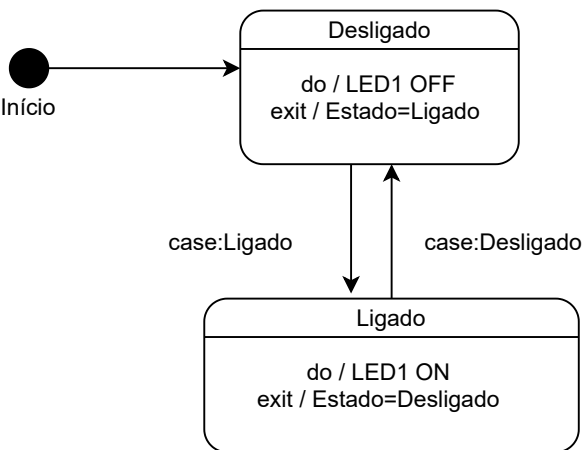 Desligado
do / LED1 OFF
exit / Estado=Ligado
Início
case:Ligado
case:Desligado
Ligado
do / LED1 ON
exit / Estado=Desligado